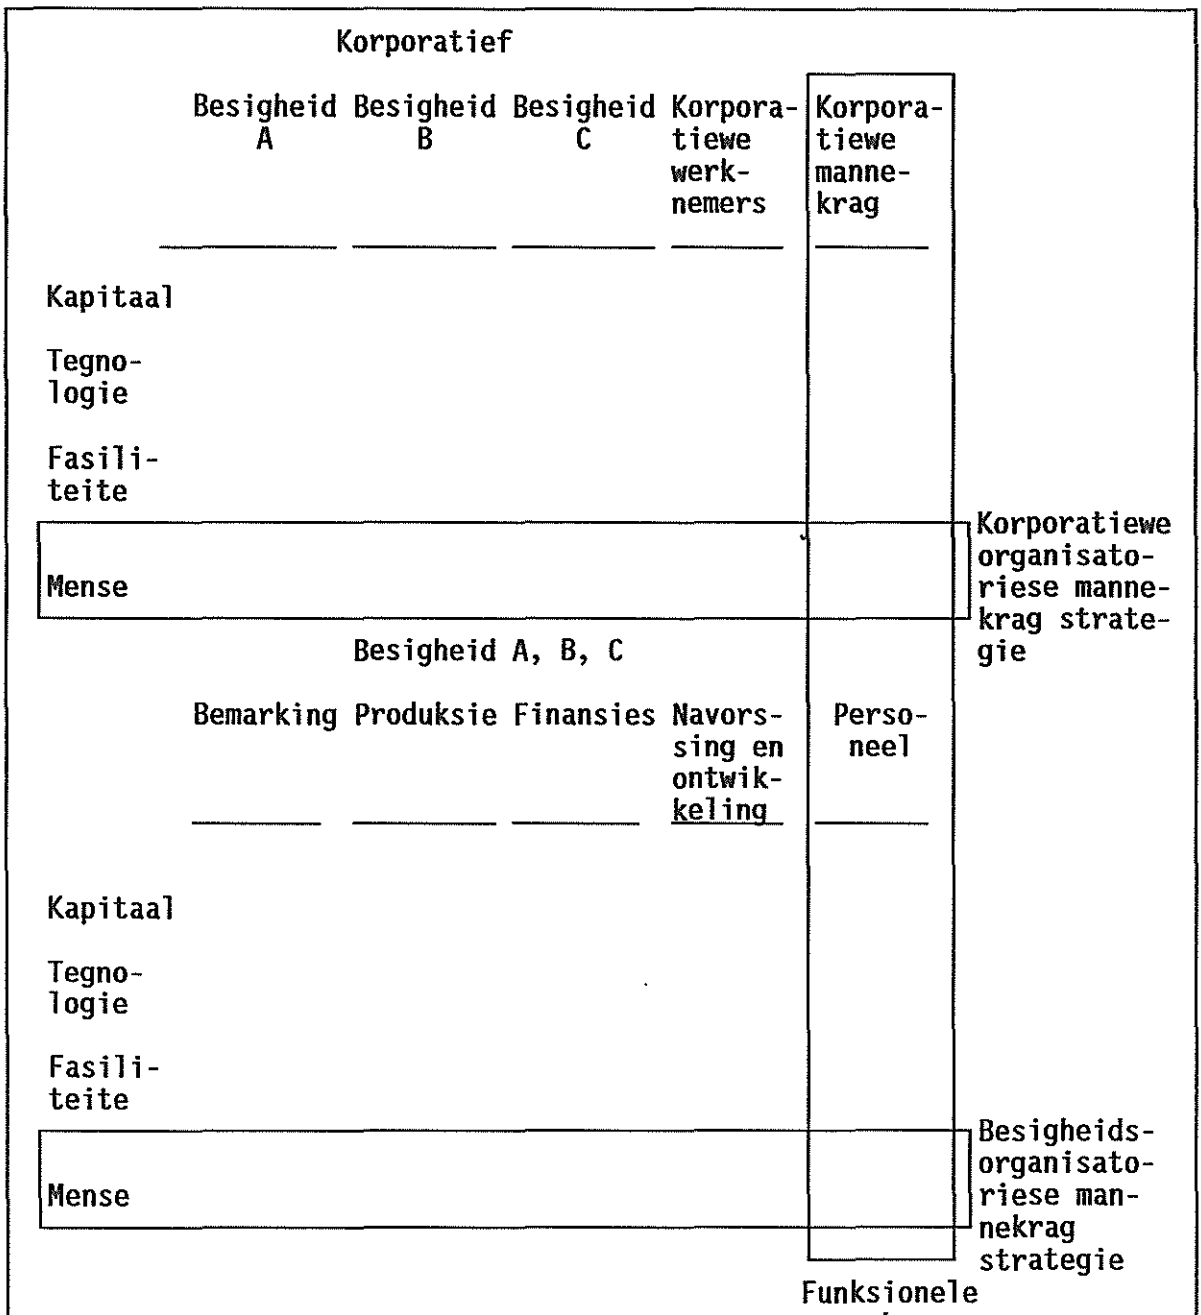 Korporatief
Besigheid Besigheid Besigheid Korpora- Korpora-
A B C tiewe tiewe
werk- manne-
nemers krag
Kapitaal
Tegno-
logie
Fasili-
teite
Korporatiewe
organisato-
Mense riese manne-
krag strate-
Besigheid A, B, C gie
Bemarking Produksie Finansies Navors- Perso-
sing en neel
ontwik-
keling
Kapitaal
Tegno-
logie
Fasili-
teite
Besigheids-
organisato-
Mense riese man-
nekrag
strategie
Funksionele